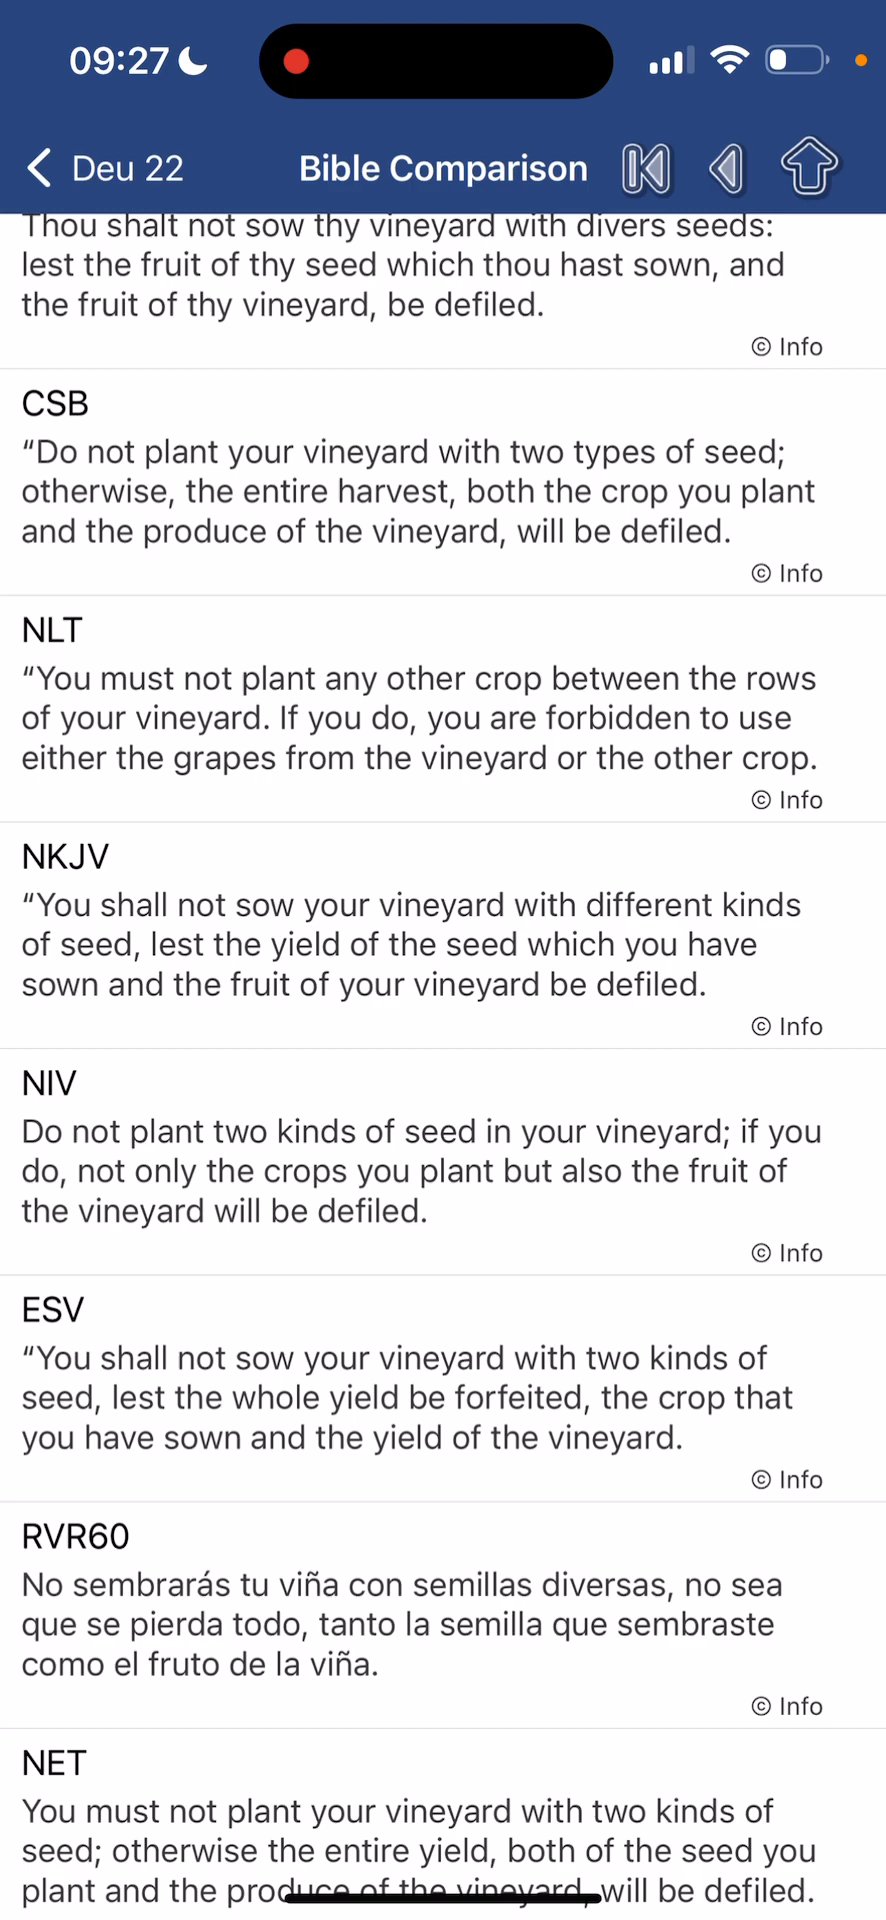 09:27
Deu 22
Bible Comparison
Thou shalt not sow thy vineyard with divers seeds:
lest the fruit of thy seed which thou hast sown, and
the fruit of thy vineyard, be defiled.
© Info
CSB
“Do not plant your vineyard with two types of seed;
otherwise, the entire harvest, both the crop you plant
and the produce of the vineyard, will be defiled.
© Info
NLT
“You must not plant any other crop between the rows
of your vineyard. If you do, you are forbidden to use
either the grapes from the vineyard or the other crop.
© Info
NKJV
“You shall not sow your vineyard with different kinds
of seed, lest the yield of the seed which you have
sown and the fruit of your vineyard be defiled.
© Info
NIV
Do not plant two kinds of seed in your vineyard; if you
do, not only the crops you plant but also the fruit of
the vineyard will be defiled.
© Info
ESV
“You shall not sow your vineyard with two kinds of
seed, lest the whole yield be forfeited, the crop that
you have sown and the yield of the vineyard.
© Info
RVR60
No sembrarás tu viña con semillas diversas, no sea
que se pierda todo, tanto la semilla que sembraste
como el fruto de la viña.
© Info
NET
You must not plant your vineyard with two kinds of
seed; otherwise the entire yield, both of the seed you
plant and the produce of the vineyard, will be defiled.